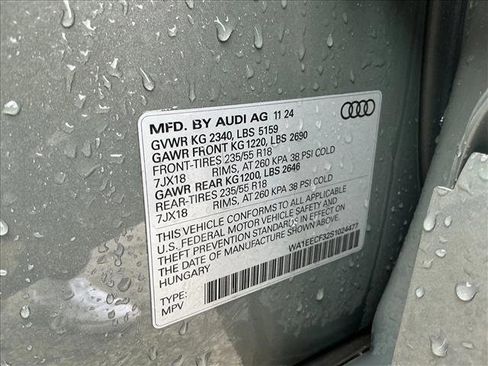 MFD. BY AUDI AG 11 24
GVWR KG 2340, LBS 5159
GAWR FRONT KG 1220, LBS 2690
FRONT-TIRES 235/55 R18
7JX18 RIMS, AT 260 KPA 38 PSI COLD
GAWR REAR KG1200, LBS 2646
REAR-TIRES 235/55 R18
7JX18 RIMS, AT 260 KPA 38 PSI COLD
THIS VEHICLE CONFORMS TO ALL APPLICABLE
U.S. FEDERAL MOTOR VEHICLE SAFETY AND
THEFT PREVENTION STANDARDS IN EFFECT ON
THE DATE OF MANUFACTURE SHOWN ABOVE.
HUNGARY
WA1EECF32S1024477
TYPE:
MPV